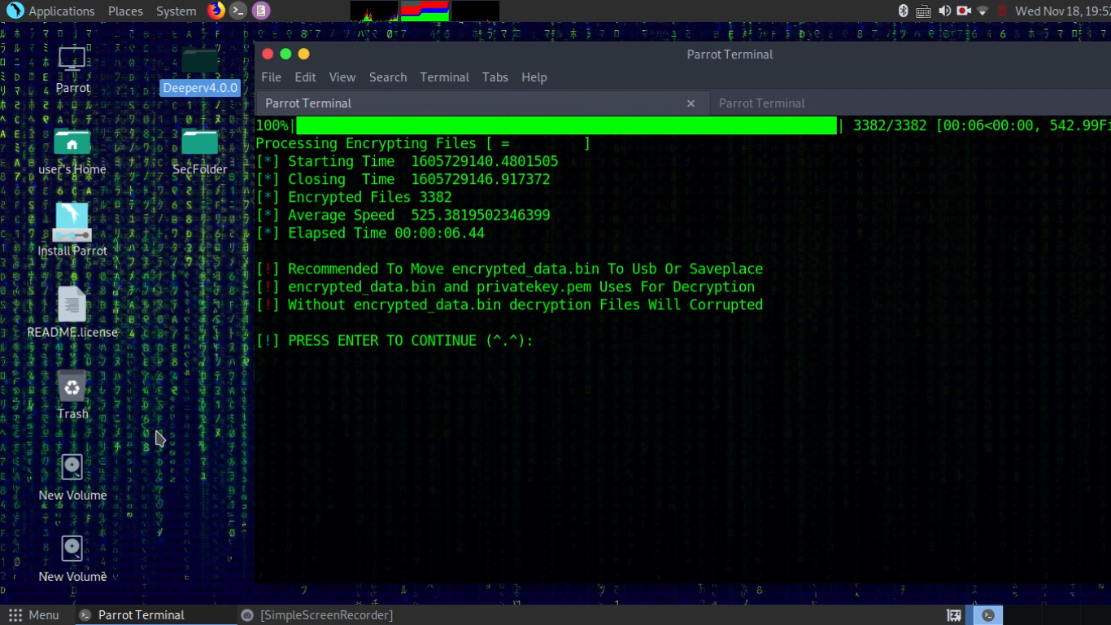 Applications Places System
Wed Nov 18, 19:52
Parrot
Deeperv4.0.0
user's Home
SecFolder
Install Parrot
README.license
Trash
New Volume
New Volume
Parrot Terminal
File Edit View Search Terminal Tabs Help
Parrot Terminal × Parrot Terminal
100%| | 3382/3382 [00:06<00:00, 542.99Fi
Processing Encrypting Files [ = ]
[*] Starting Time 1605729140.4801505
[*] Closing Time 1605729146.917372
[*] Encrypted Files 3382
[*] Average Speed 525.3819502346399
[*] Elapsed Time 00:00:06.44
[!] Recommended To Move encrypted_data.bin To Usb Or Saveplace
[!] encrypted_data.bin and privatekey.pem Uses For Decryption
[!] Without encrypted_data.bin decryption Files Will Corrupted
[!] PRESS ENTER TO CONTINUE (^.^):
Menu Parrot Terminal [SimpleScreenRecorder]